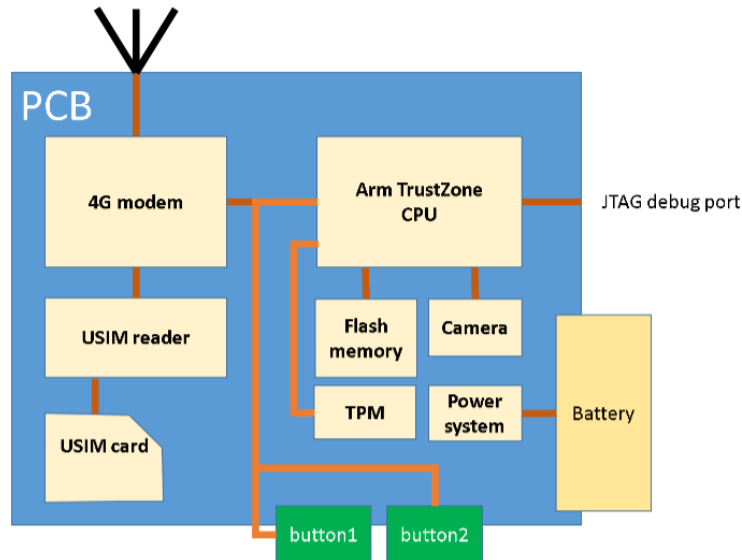 PCB
4G modem
Arm TrustZone
CPU
JTAG debug port
USIM reader
Flash
memory
Camera
USIM card
TPM
Power
system
Battery
button1
button2